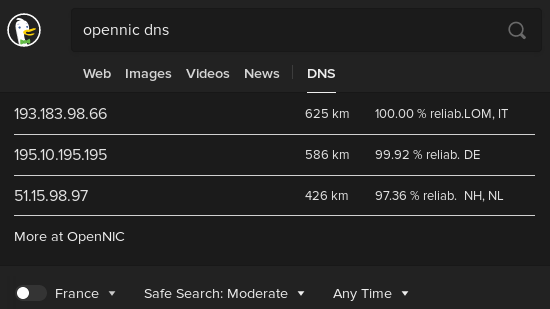 opennic dns
Web Images Videos News DNS
193.183.98.66 625 km 100.00 % reliab. LOM, IT
195.10.195.195 586 km 99.92 % reliab. DE
51.15.98.97 426 km 97.36 % reliab. NH, NL
More at OpenNIC
France Safe Search: Moderate Any Time